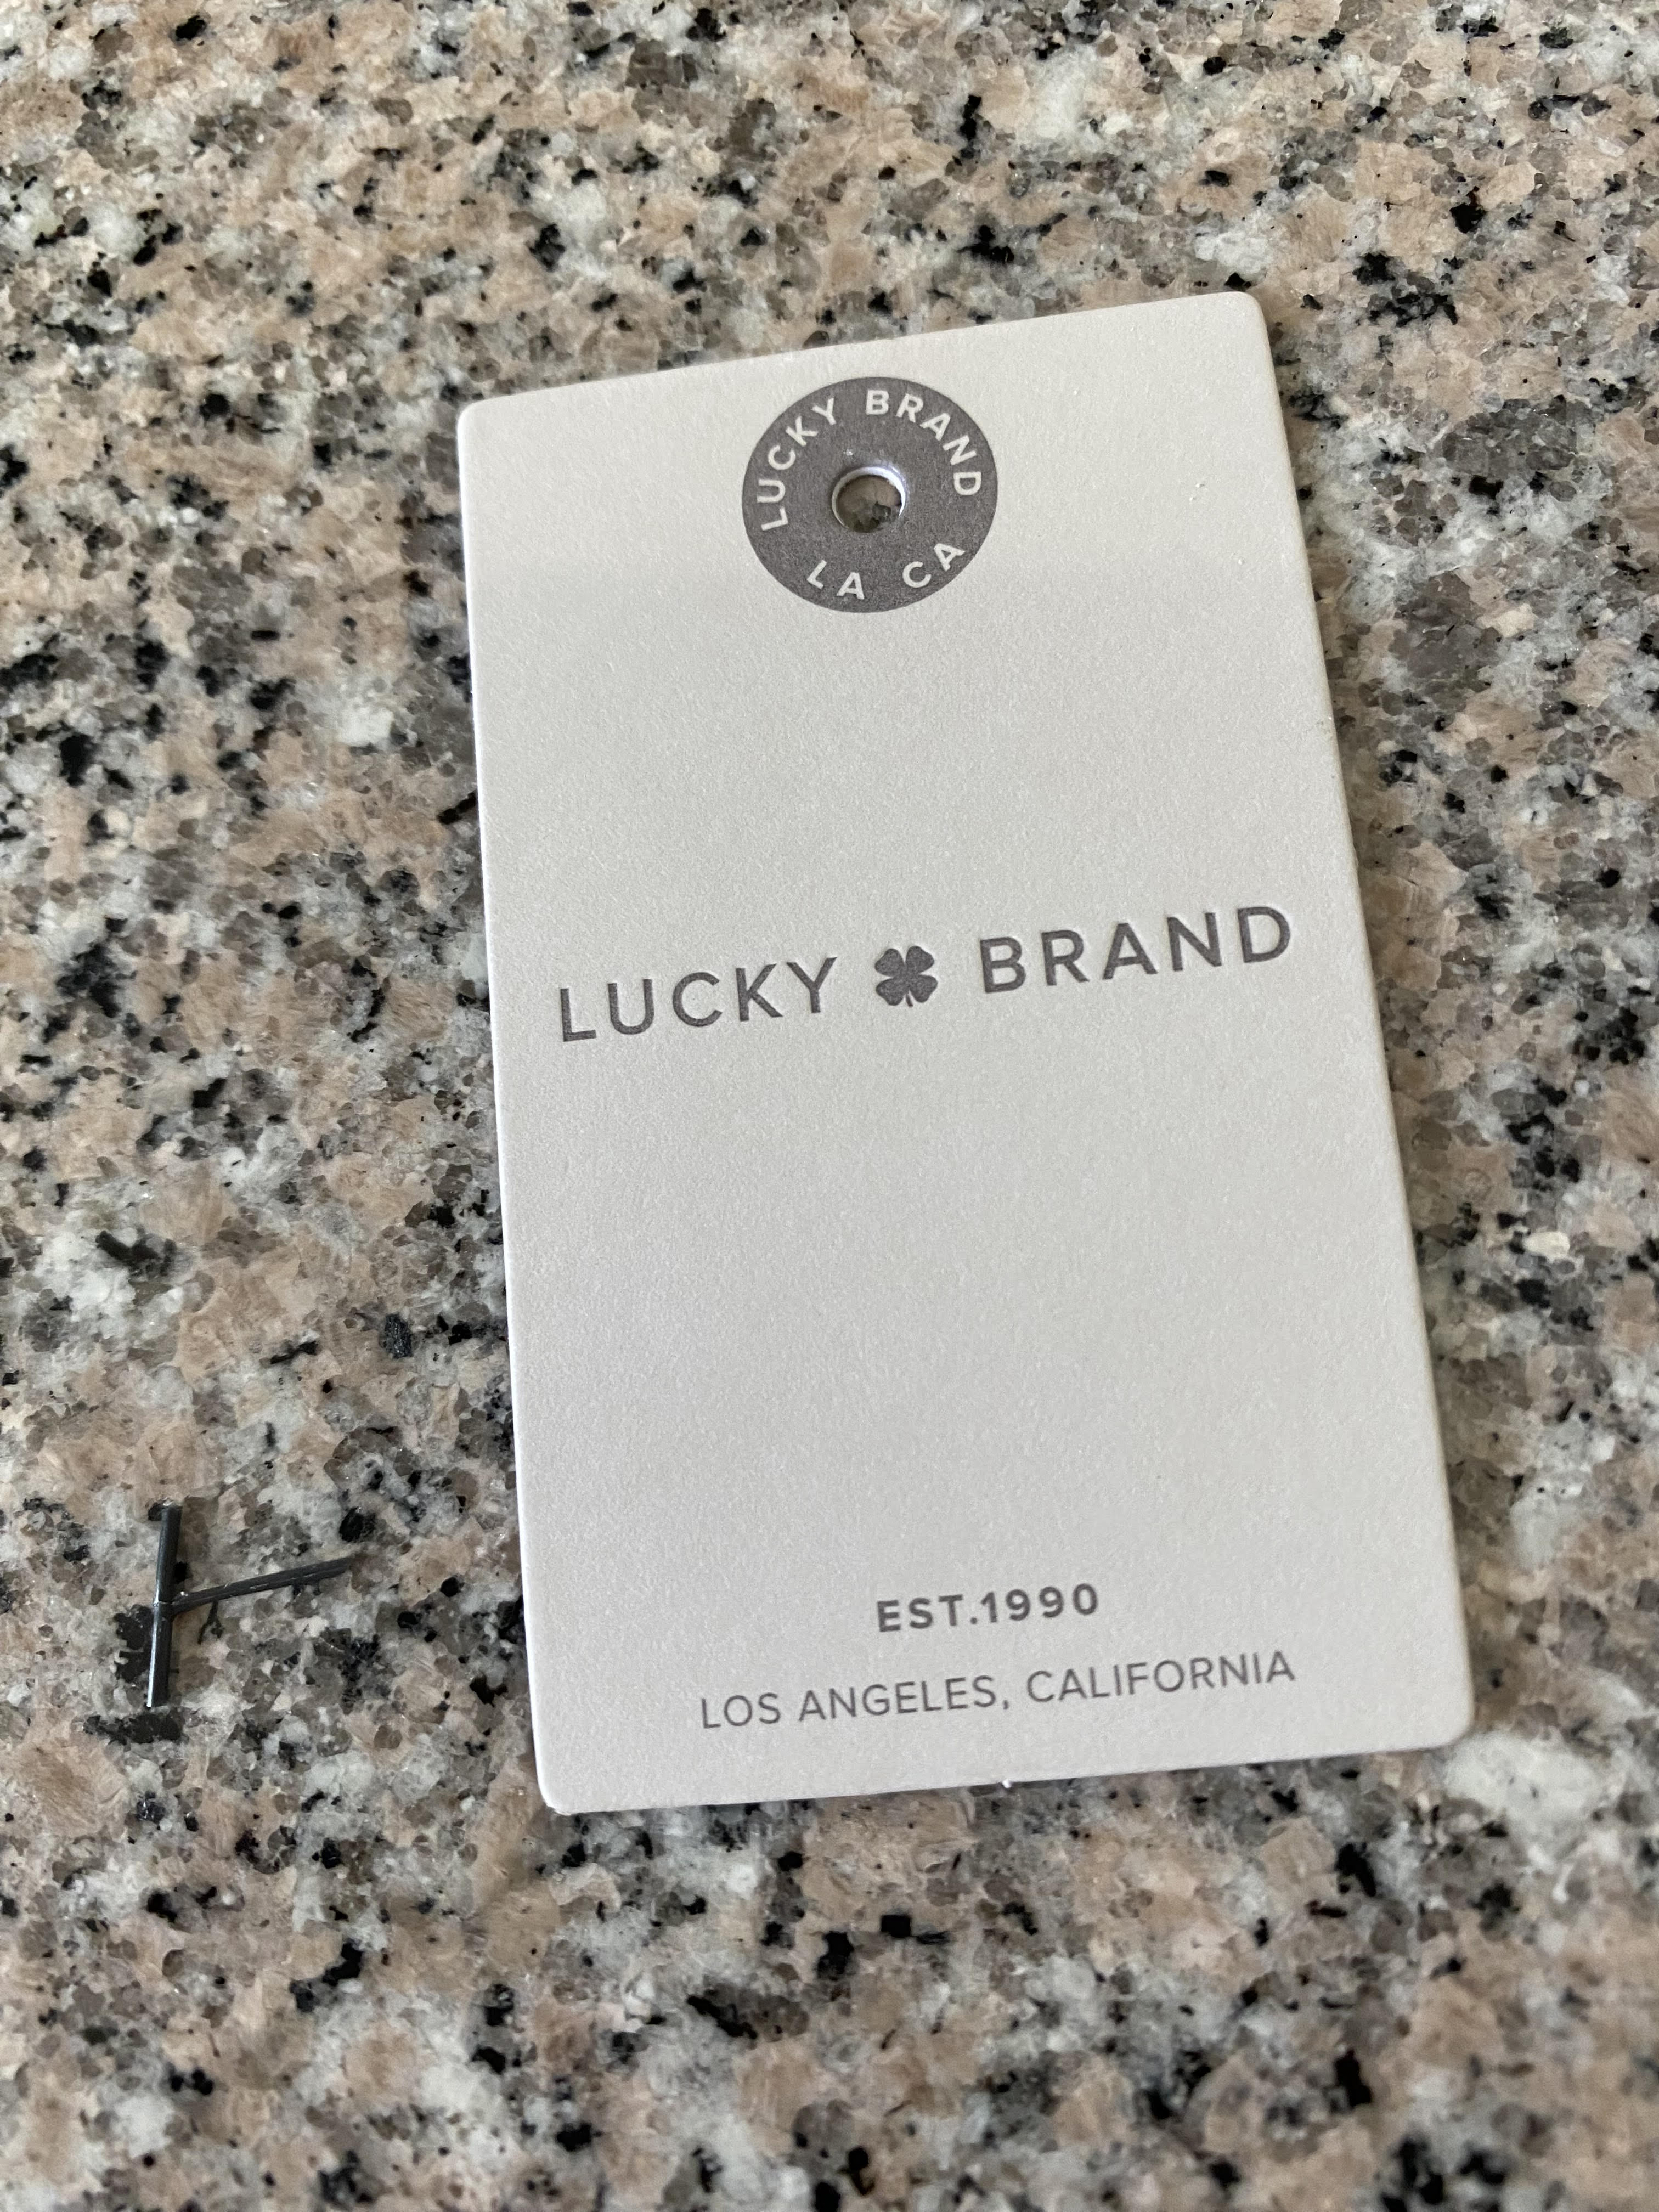 LUCKY BRAND
LA CA
LUCKY BRAND
EST.1990
LOS ANGELES, CALIFORNIA